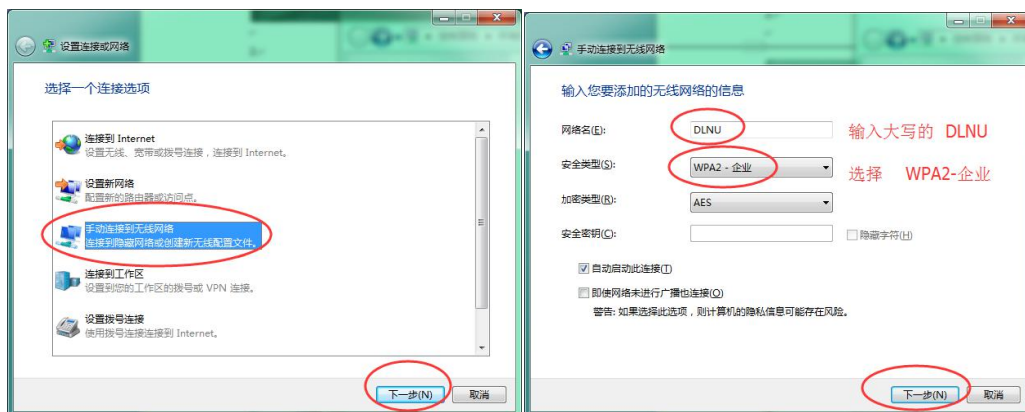 设置连接或网络
选择一个连接选项
连接到 Internet
设置无线、宽带或拨号连接，连接到 Internet。
设置新网络
配置新的路由器或访问点。
手动连接到无线网络
连接到隐藏网络或创建新无线配置文件。
连接到工作区
设置到您的工作区的拨号或 VPN 连接。
设置拨号连接
使用拨号连接连接到 Internet。
下一步(N)
取消
手动连接到无线网络
输入您要添加的无线网络的信息
网络名(E):
DLNU
输入大写的 DLNU
安全类型(S):
WPA2 - 企业
选择 WPA2-企业
加密类型(R):
AES
安全密钥(C):
隐藏字符(H)
自动启动此连接(T)
即使网络未进行广播也连接(O)
警告: 如果选择此选项，则计算机的隐私信息可能存在风险。
下一步(N)
取消